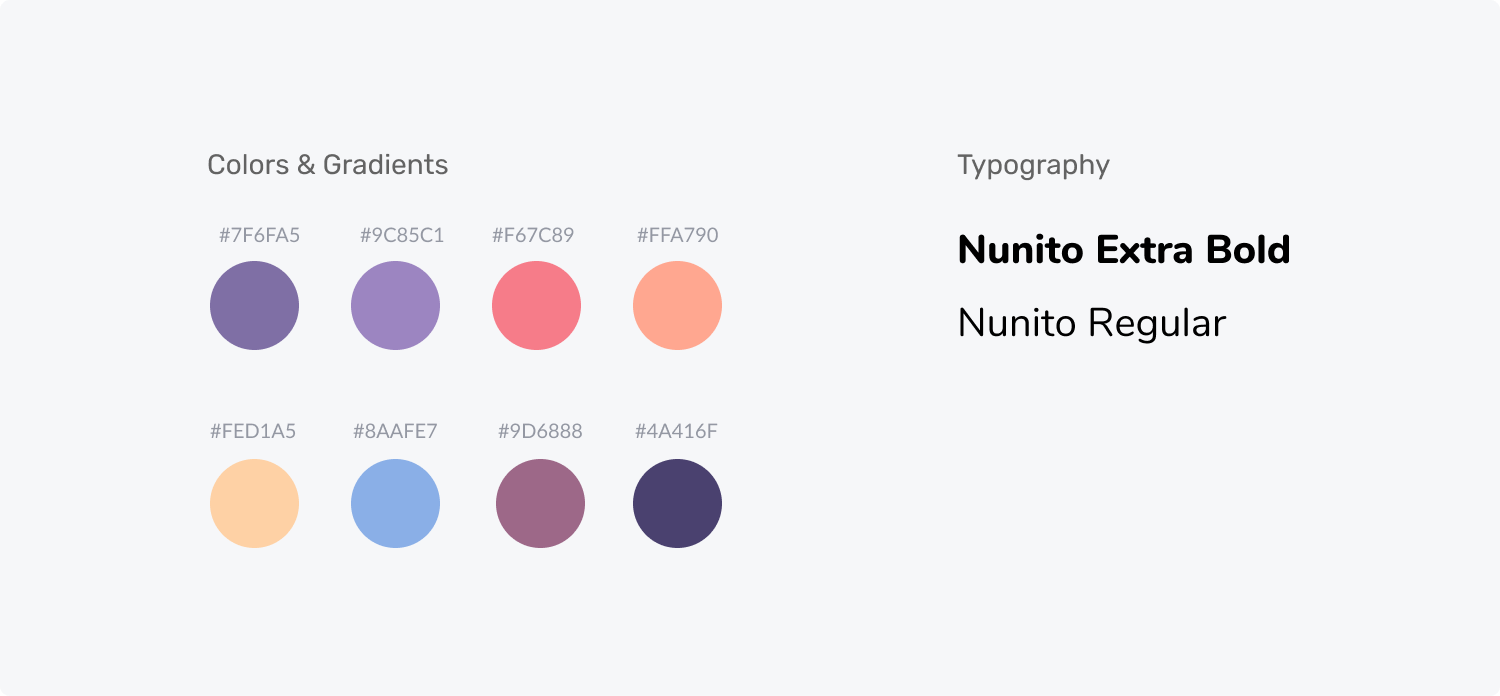 Colors & Gradients
#7F6FA5 #9C85C1 #F67C89 #FFA790
#FED1A5 #8AAFE7 #9D6888 #4A416F
Typography
Nunito Extra Bold
Nunito Regular